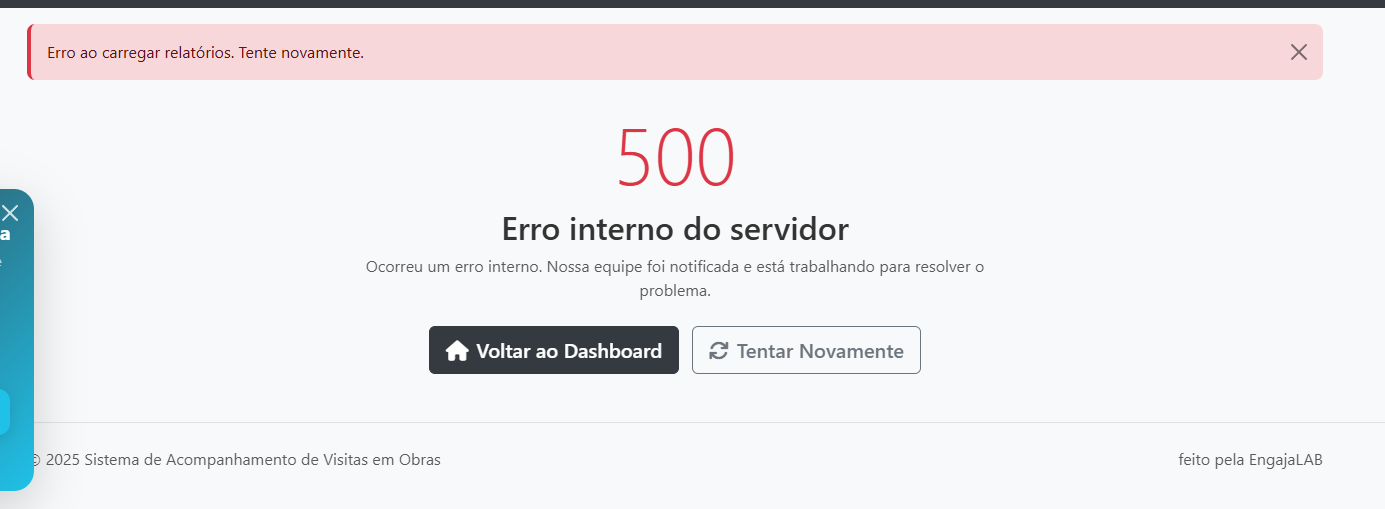 Erro ao carregar relatórios. Tente novamente.
500
Erro interno do servidor
Ocorreu um erro interno. Nossa equipe foi notificada e está trabalhando para resolver o
problema.
a
e
Voltar ao Dashboard
Tentar Novamente
© 2025 Sistema de Acompanhamento de Visitas em Obras
feito pela EngajaLAB